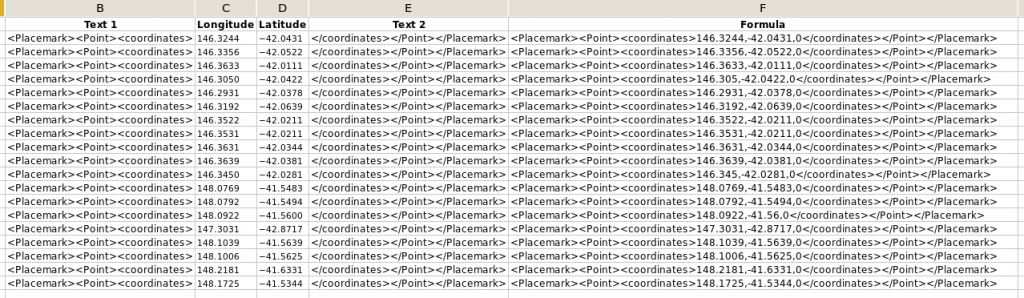 B C D E F
Text 1 Longitude Latitude Text 2 Formula
<Placemark><Point><coordinates> 146.3244 −42.0431 </coordinates></Point></Placemark> <Placemark><Point><coordinates>146.3244,-42.0431,0</coordinates></Point></Placemark>
<Placemark><Point><coordinates> 146.3356 −42.0522 </coordinates></Point></Placemark> <Placemark><Point><coordinates>146.3356,-42.0522,0</coordinates></Point></Placemark>
<Placemark><Point><coordinates> 146.3633 −42.0111 </coordinates></Point></Placemark> <Placemark><Point><coordinates>146.3633,-42.0111,0</coordinates></Point></Placemark>
<Placemark><Point><coordinates> 146.3050 −42.0422 </coordinates></Point></Placemark> <Placemark><Point><coordinates>146.305,-42.0422,0</coordinates></Point></Placemark>
<Placemark><Point><coordinates> 146.2931 −42.0378 </coordinates></Point></Placemark> <Placemark><Point><coordinates>146.2931,-42.0378,0</coordinates></Point></Placemark>
<Placemark><Point><coordinates> 146.3192 −42.0639 </coordinates></Point></Placemark> <Placemark><Point><coordinates>146.3192,-42.0639,0</coordinates></Point></Placemark>
<Placemark><Point><coordinates> 146.3522 −42.0211 </coordinates></Point></Placemark> <Placemark><Point><coordinates>146.3522,-42.0211,0</coordinates></Point></Placemark>
<Placemark><Point><coordinates> 146.3531 −42.0211 </coordinates></Point></Placemark> <Placemark><Point><coordinates>146.3531,-42.0211,0</coordinates></Point></Placemark>
<Placemark><Point><coordinates> 146.3631 −42.0344 </coordinates></Point></Placemark> <Placemark><Point><coordinates>146.3631,-42.0344,0</coordinates></Point></Placemark>
<Placemark><Point><coordinates> 146.3639 −42.0381 </coordinates></Point></Placemark> <Placemark><Point><coordinates>146.3639,-42.0381,0</coordinates></Point></Placemark>
<Placemark><Point><coordinates> 146.3450 −42.0281 </coordinates></Point></Placemark> <Placemark><Point><coordinates>146.345,-42.0281,0</coordinates></Point></Placemark>
<Placemark><Point><coordinates> 148.0769 −41.5483 </coordinates></Point></Placemark> <Placemark><Point><coordinates>148.0769,-41.5483,0</coordinates></Point></Placemark>
<Placemark><Point><coordinates> 148.0792 −41.5494 </coordinates></Point></Placemark> <Placemark><Point><coordinates>148.0792,-41.5494,0</coordinates></Point></Placemark>
<Placemark><Point><coordinates> 148.0922 −41.5600 </coordinates></Point></Placemark> <Placemark><Point><coordinates>148.0922,-41.56,0</coordinates></Point></Placemark>
<Placemark><Point><coordinates> 147.3031 −42.8717 </coordinates></Point></Placemark> <Placemark><Point><coordinates>147.3031,-42.8717,0</coordinates></Point></Placemark>
<Placemark><Point><coordinates> 148.1039 −41.5639 </coordinates></Point></Placemark> <Placemark><Point><coordinates>148.1039,-41.5639,0</coordinates></Point></Placemark>
<Placemark><Point><coordinates> 148.1006 −41.5625 </coordinates></Point></Placemark> <Placemark><Point><coordinates>148.1006,-41.5625,0</coordinates></Point></Placemark>
<Placemark><Point><coordinates> 148.2181 −41.6331 </coordinates></Point></Placemark> <Placemark><Point><coordinates>148.2181,-41.6331,0</coordinates></Point></Placemark>
<Placemark><Point><coordinates> 148.1725 −41.5344 </coordinates></Point></Placemark> <Placemark><Point><coordinates>148.1725,-41.5344,0</coordinates></Point></Placemark>